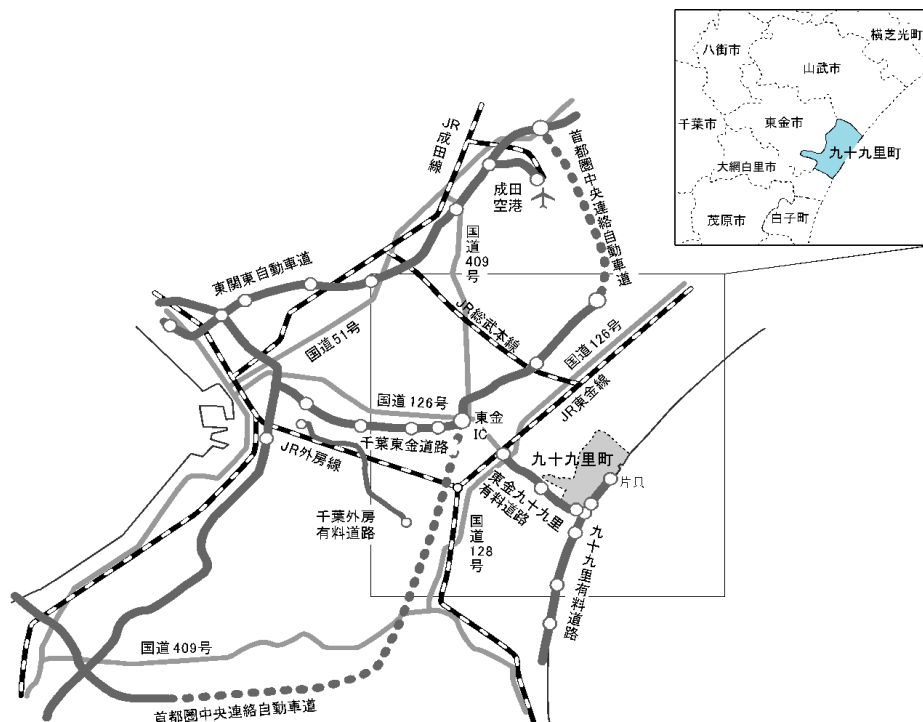 横芝光町
八街市
山武市
千葉市
東金市
九十九里町
大網白里市
茂原市
白子町
JR成田線
首都圏中央連絡自動車道
成田
空港
国道409号
東関東自動車道
JR総武本線
国道51号
国道126号
国道126号
JR東金線
東金
IC
千葉東金道路
JR外房線
九十九里町
片貝
東金九十九里
有料道路
千葉外房
有料道路
国道128号
九十九里有料道路
国道409号
首都圏中央連絡自動車道